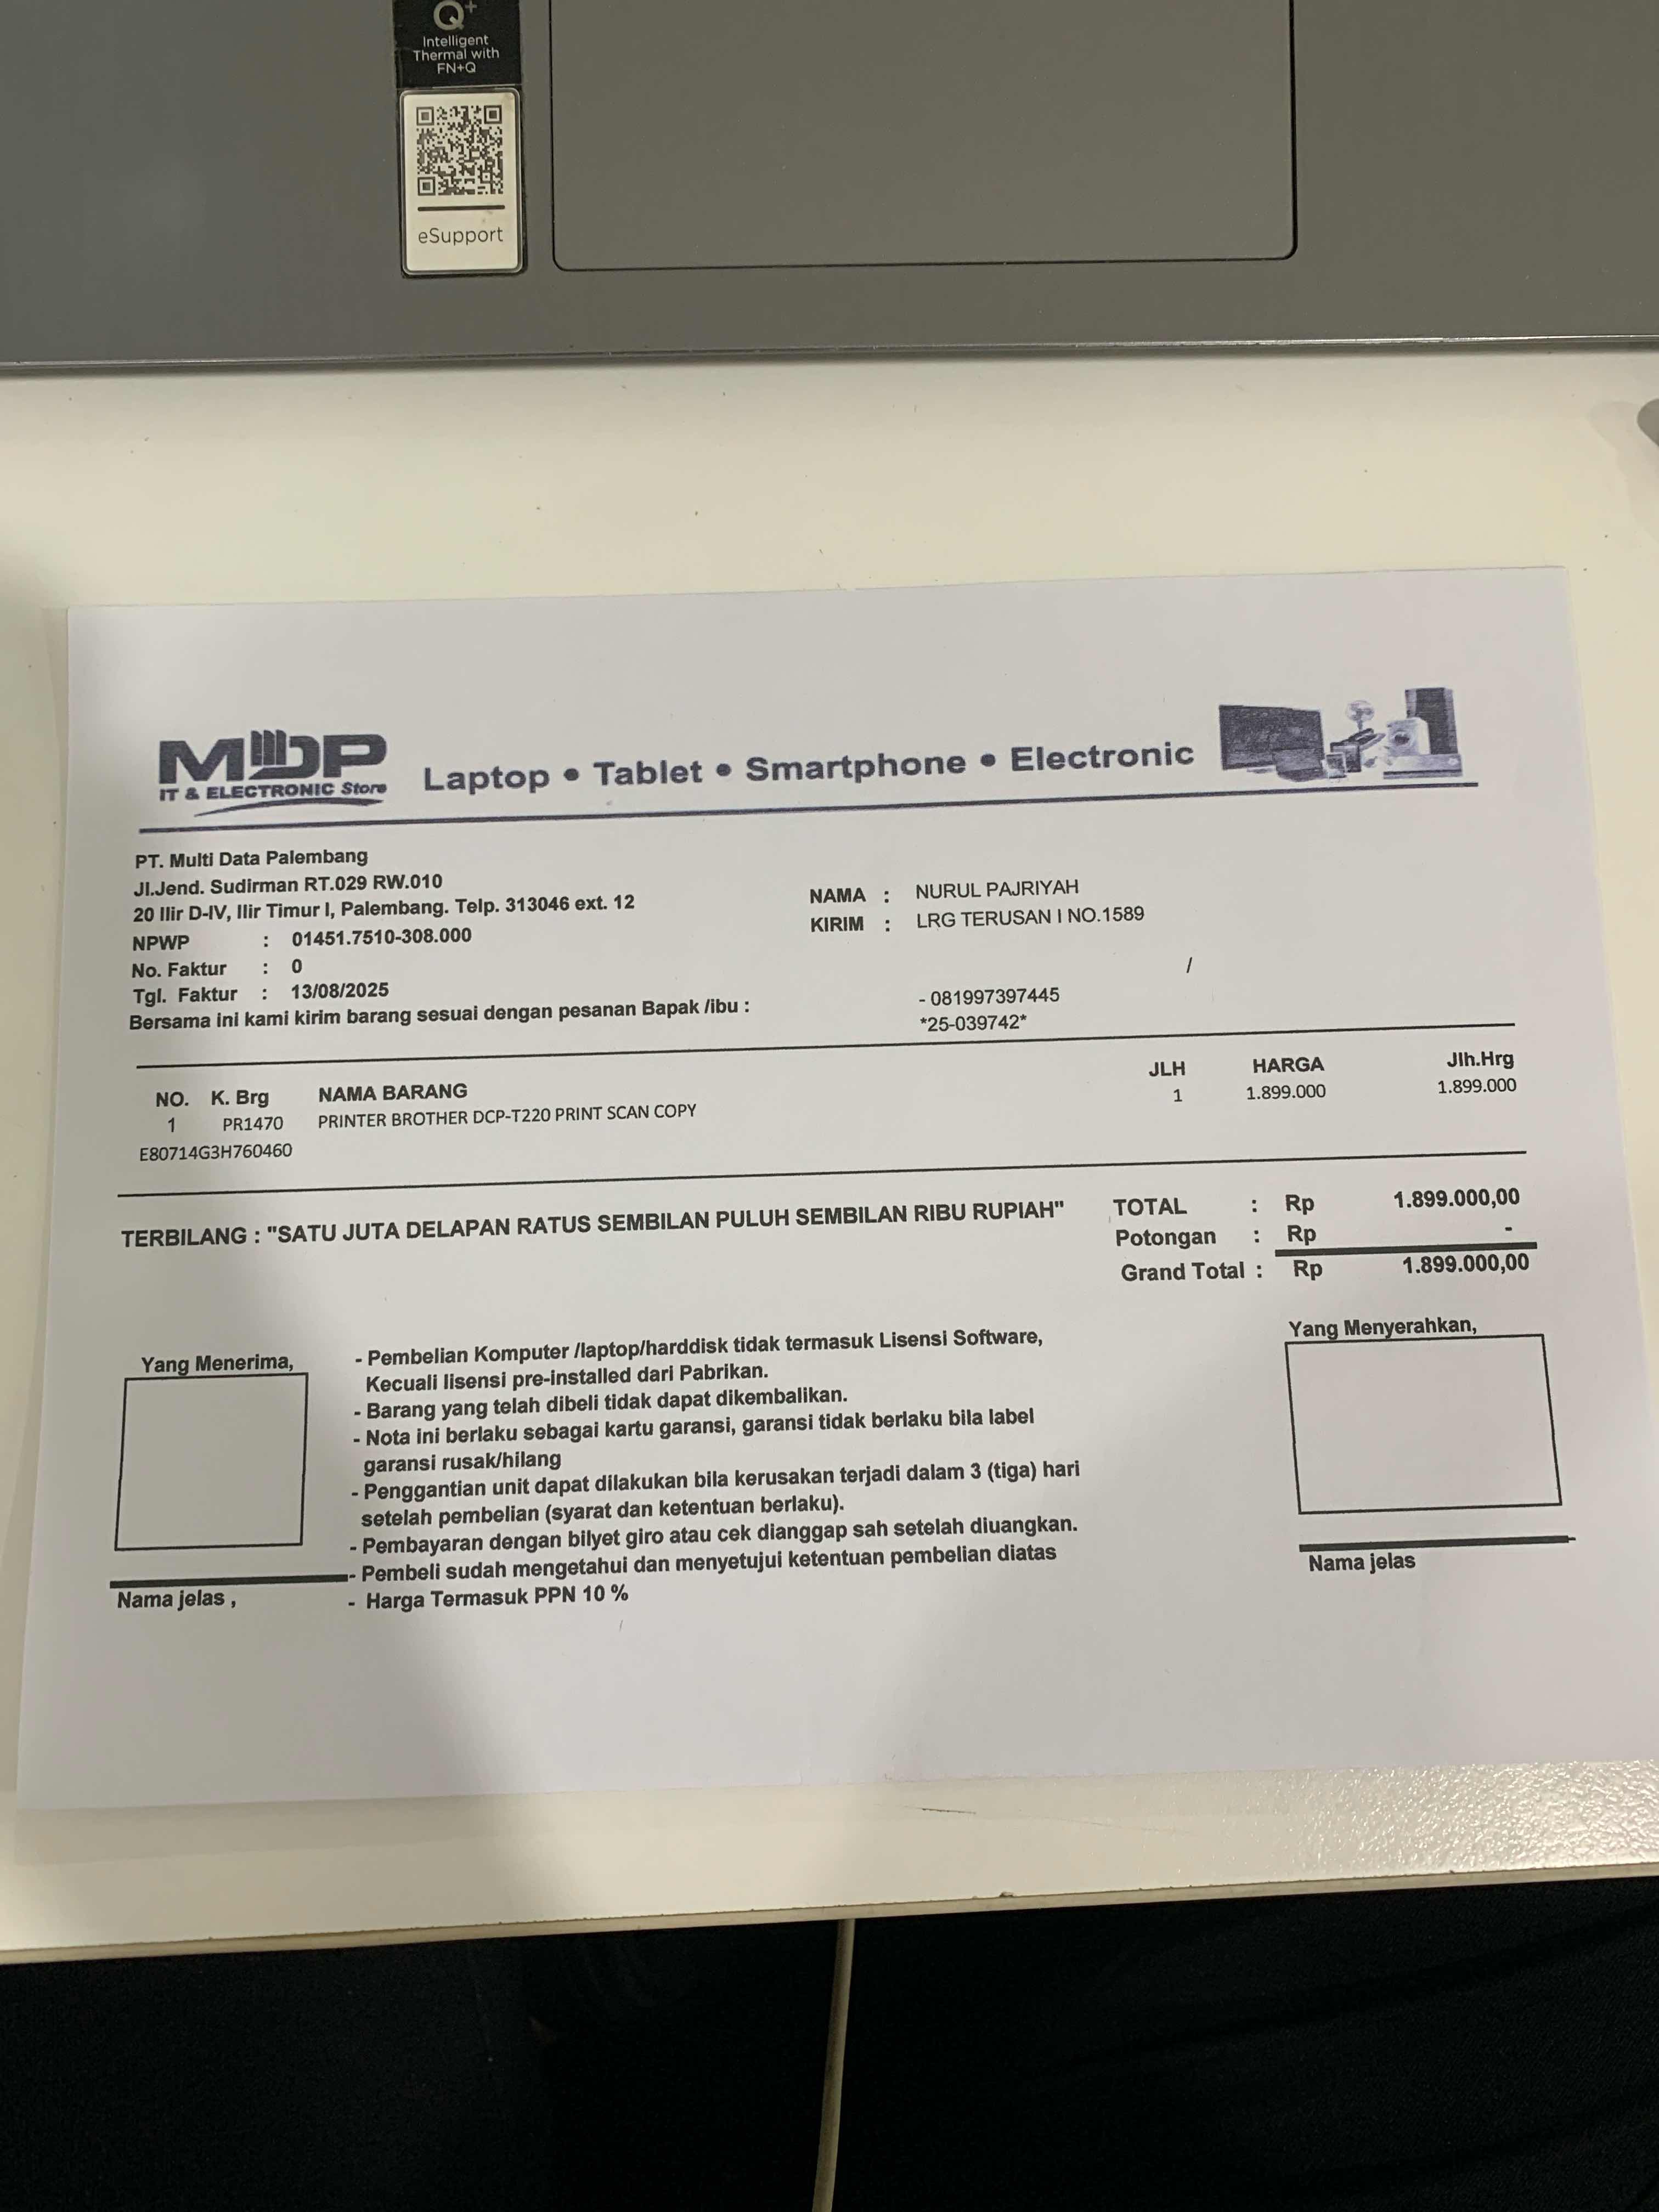 Q+
Intelligent
Thermal with
FN+Q
eSupport
MDP
IT & ELECTRONIC Store
Laptop • Tablet • Smartphone • Electronic
PT. Multi Data Palembang
Jl.Jend. Sudirman RT.029 RW.010
20 Ilir D-IV, Ilir Timur I, Palembang. Telp. 313046 ext. 12
NPWP : 01451.7510-308.000
No. Faktur : 0
Tgl. Faktur : 13/08/2025
Bersama ini kami kirim barang sesuai dengan pesanan Bapak /ibu :
NAMA : NURUL PAJRIYAH
KIRIM : LRG TERUSAN I NO.1589
/
- 081997397445
*25-039742*
NO. K. Brg NAMA BARANG JLH HARGA Jlh.Hrg
1 PR1470 PRINTER BROTHER DCP-T220 PRINT SCAN COPY 1 1.899.000 1.899.000
E80714G3H760460
TERBILANG : "SATU JUTA DELAPAN RATUS SEMBILAN PULUH SEMBILAN RIBU RUPIAH"
TOTAL : Rp 1.899.000,00
Potongan : Rp -
Grand Total : Rp 1.899.000,00
Yang Menerima,
Nama jelas ,
- Pembelian Komputer /laptop/harddisk tidak termasuk Lisensi Software,
Kecuali lisensi pre-installed dari Pabrikan.
- Barang yang telah dibeli tidak dapat dikembalikan.
- Nota ini berlaku sebagai kartu garansi, garansi tidak berlaku bila label
garansi rusak/hilang
- Penggantian unit dapat dilakukan bila kerusakan terjadi dalam 3 (tiga) hari
setelah pembelian (syarat dan ketentuan berlaku).
- Pembayaran dengan bilyet giro atau cek dianggap sah setelah diuangkan.
- Pembeli sudah mengetahui dan menyetujui ketentuan pembelian diatas
- Harga Termasuk PPN 10 %
Yang Menyerahkan,
Nama jelas